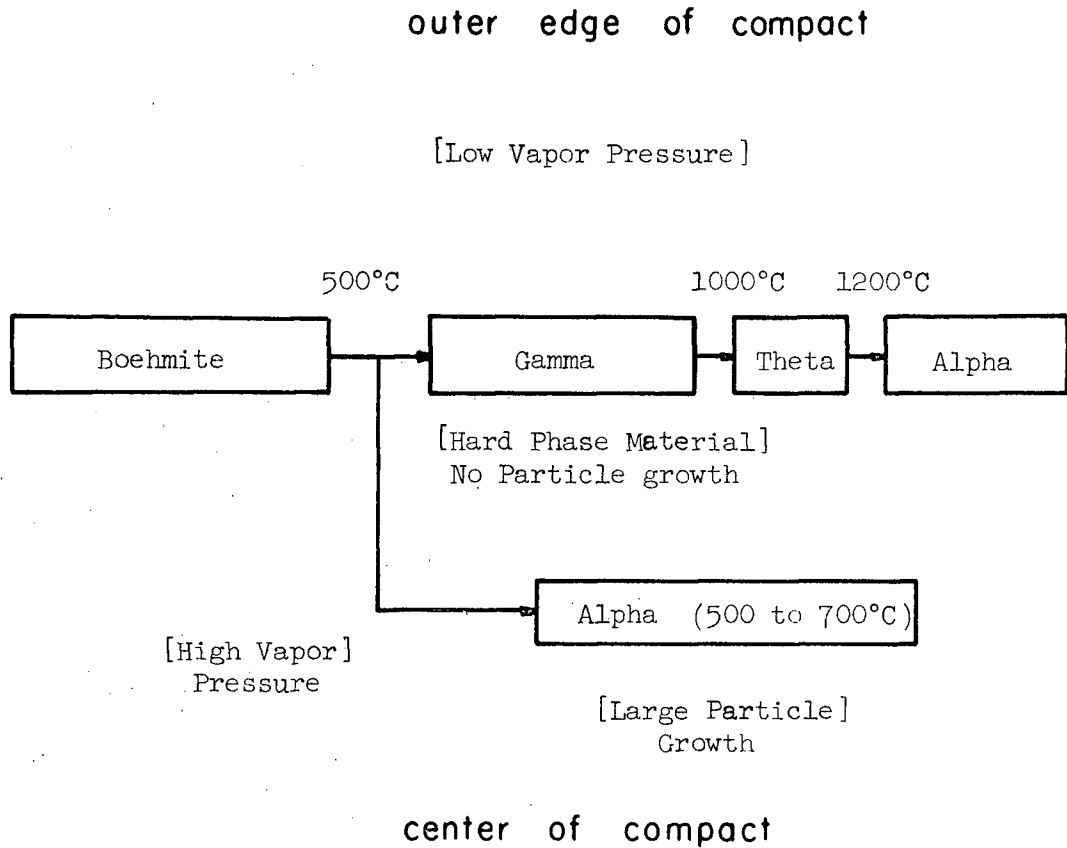 outer edge of compact
[Low Vapor Pressure]
500°C 1000°C 1200°C
Boehmite Gamma Theta Alpha
[Hard Phase Material]
No Particle growth
Alpha (500 to 700°C)
[High Vapor]
Pressure
[Large Particle]
Growth
center of compact